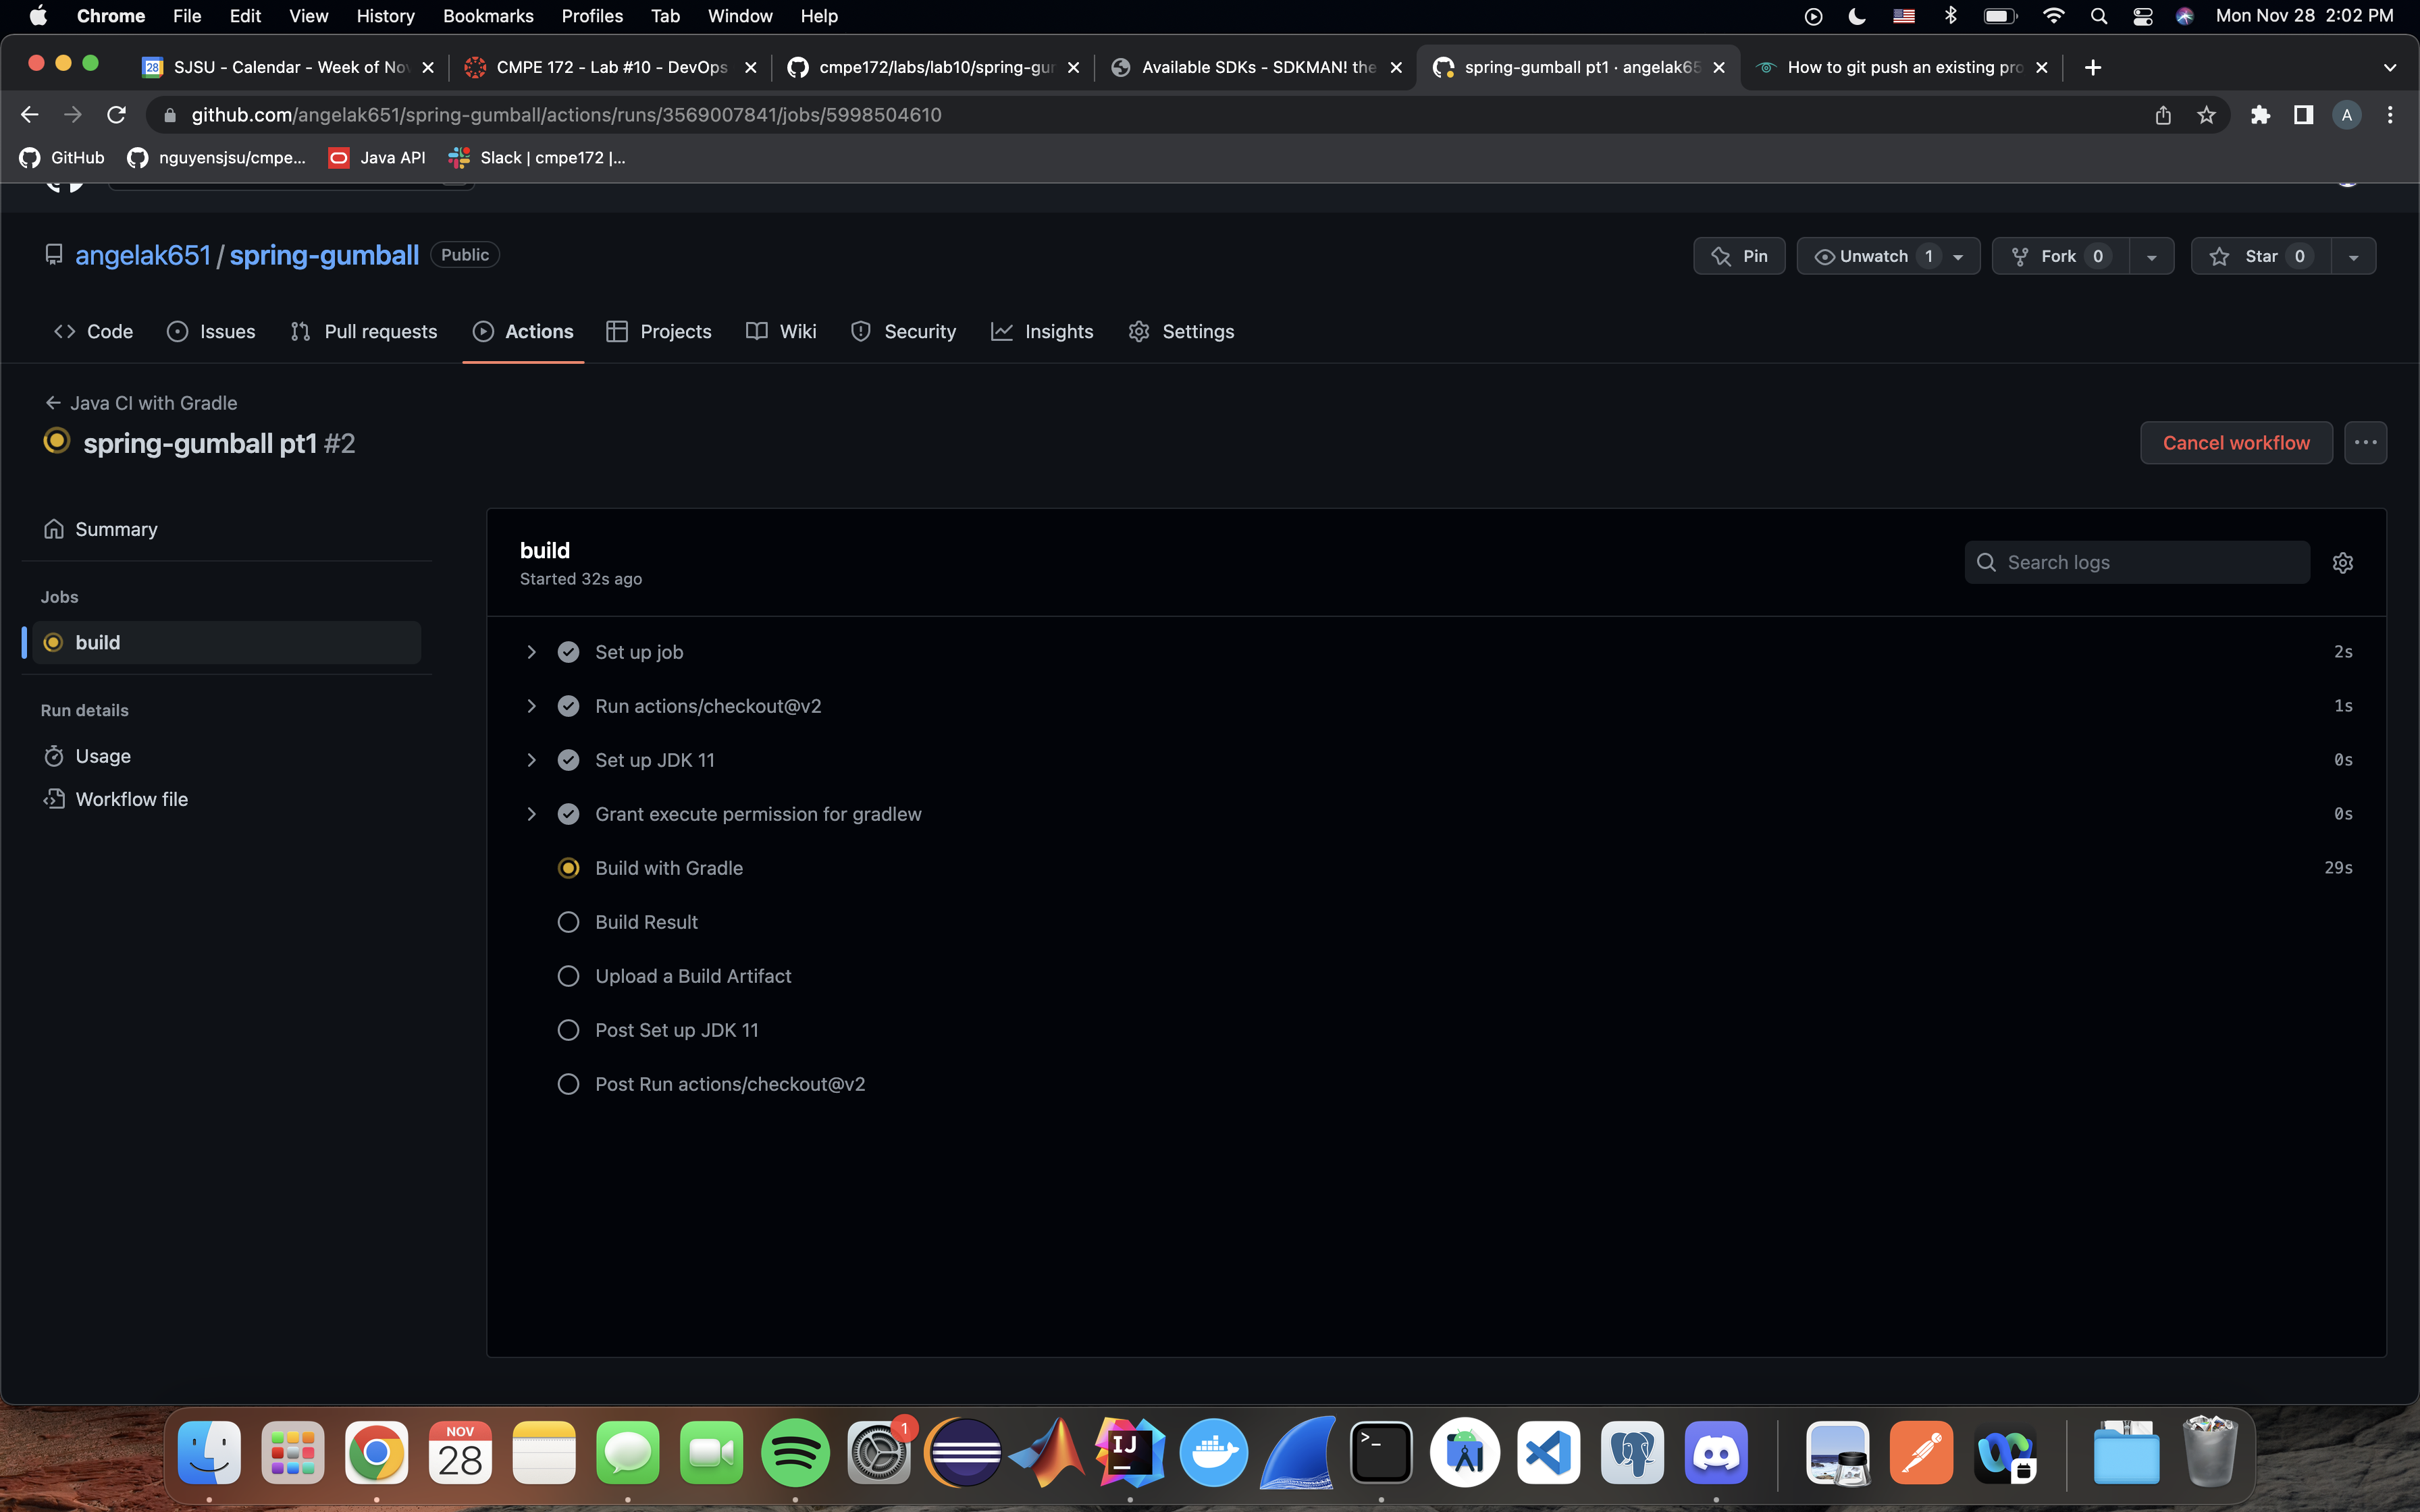 Chrome File Edit View History Bookmarks Profiles Tab Window Help Mon Nov 28 2:02 PM
28 SJSU - Calendar - Week of Nov CMPE 172 - Lab #10 - DevOps cmpe172/labs/lab10/spring-gum Available SDKs - SDKMAN! the spring-gumball pt1 · angelak65 How to git push an existing pro
github.com/angelak651/spring-gumball/actions/runs/3569007841/jobs/5998504610 A
GitHub nguyensjsu/cmpe... Java API Slack | cmpe172 |...
angelak651 / spring-gumball Public Pin Unwatch 1 Fork 0 Star 0
Code Issues Pull requests Actions Projects Wiki Security Insights Settings
Java CI with Gradle
spring-gumball pt1 #2 Cancel workflow
Summary
Jobs
build
Run details
Usage
Workflow file
build
Started 32s ago
Search logs
Set up job 2s
Run actions/checkout@v2 1s
Set up JDK 11 0s
Grant execute permission for gradlew 0s
Build with Gradle 29s
Build Result
Upload a Build Artifact
Post Set up JDK 11
Post Run actions/checkout@v2
NOV
28
1
IJ
>_